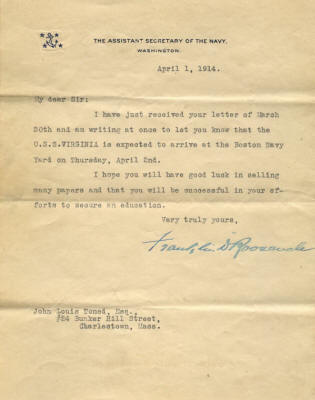 THE ASSISTANT SECRETARY OF THE NAVY.
WASHINGTON.
April 1, 1914.
My dear Sir:
I have just received your letter of March
30th and am writing at once to let you know that the
U.S.S.VIRGINIA is expected to arrive at the Boston Navy
Yard on Thursday, April 2nd.
I hope you will have good luck in selling
many papers and that you will be successful in your ef-
forts to secure an education.
Very truly yours,
Franklin D Roosevelt
John Louis Esq.,
Bunker Hill Street,
Charlestown, Mass.